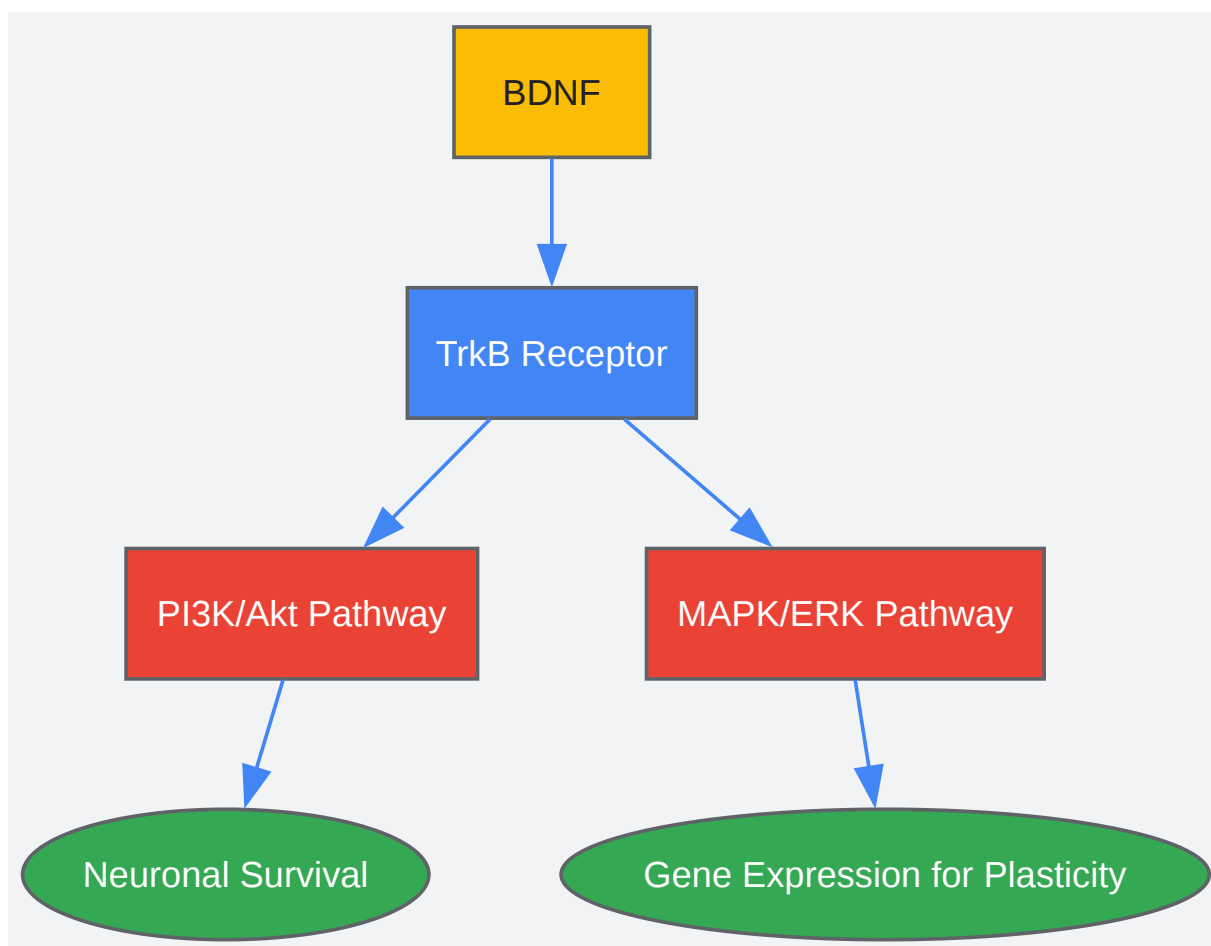 BDNF
TrkB Receptor
PI3K/Akt Pathway
MAPK/ERK Pathway
Neuronal Survival
Gene Expression for Plasticity